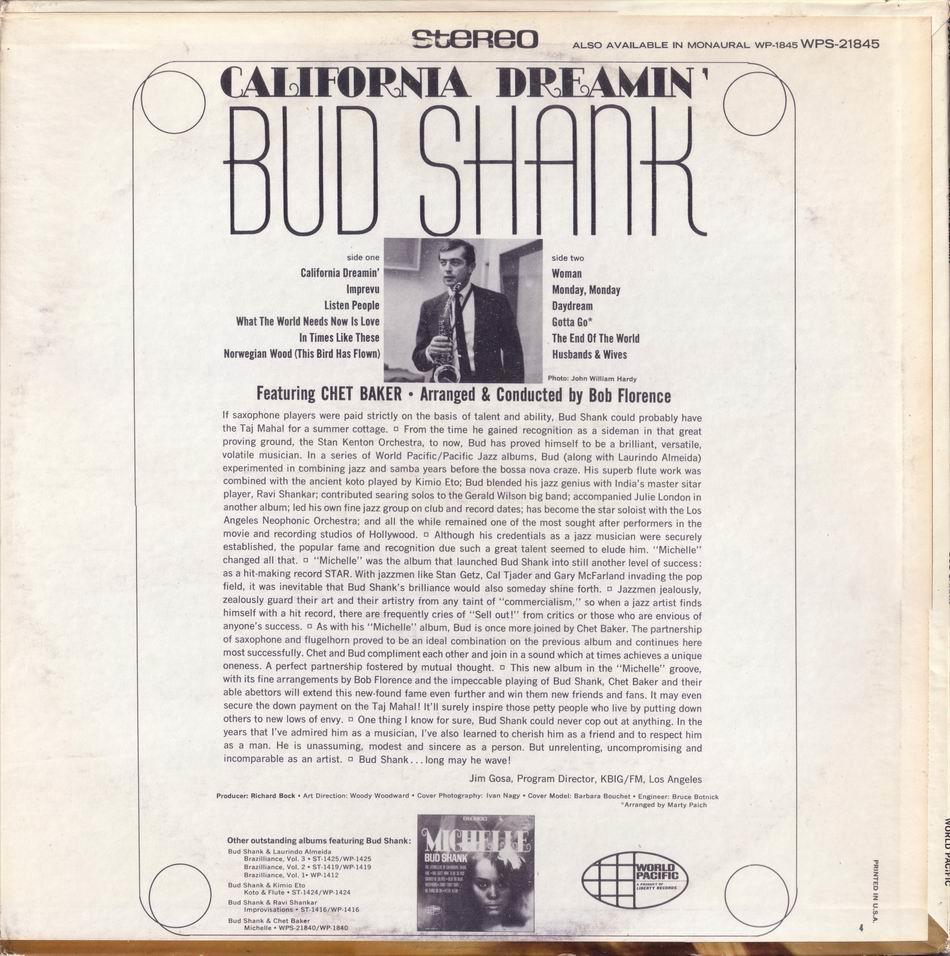 STEREO
ALSO AVAILABLE IN MONAURAL WP-1845 WPS-21845
CALIFORNIA DREAMIN'
BUD SHANK
side one
California Dreamin'
Imprevu
Listen People
What The World Needs Now Is Love
In Times Like These
Norwegian Wood (This Bird Has Flown)
side two
Woman
Monday, Monday
Daydream
Gotta Go*
The End Of The World
Husbands & Wives
Photo: John William Hardy
Featuring CHET BAKER • Arranged & Conducted by Bob Florence
If saxophone players were paid strictly on the basis of talent and ability, Bud Shank could probably have
the Taj Mahal for a summer cottage. ¤ From the time he gained recognition as a sideman in that great
proving ground, the Stan Kenton Orchestra, to now, Bud has proved himself to be a brilliant, versatile,
volatile musician. In a series of World Pacific/Pacific Jazz albums, Bud (along with Laurindo Almeida)
experimented in combining jazz and samba years before the bossa nova craze. His superb flute work was
combined with the ancient koto played by Kimio Eto; Bud blended his jazz genius with India's master sitar
player, Ravi Shankar; contributed searing solos to the Gerald Wilson big band; accompanied Julie London in
another album; led his own fine jazz group on club and record dates; has become the star soloist with the Los
Angeles Neophonic Orchestra; and all the while remained one of the most sought after performers in the
movie and recording studios of Hollywood. ¤ Although his credentials as a jazz musician were securely
established, the popular fame and recognition due such a great talent seemed to elude him. "Michelle"
changed all that. ¤ "Michelle" was the album that launched Bud Shank into still another level of success:
as a hit-making record STAR. With jazzmen like Stan Getz, Cal Tjader and Gary McFarland invading the pop
field, it was inevitable that Bud Shank's brilliance would also someday shine forth. ¤ Jazzmen jealously,
zealously guard their art and their artistry from any taint of "commercialism," so when a jazz artist finds
himself with a hit record, there are frequently cries of "Sell out!" from critics or those who are envious of
anyone's success. ¤ As with his "Michelle" album, Bud is once more joined by Chet Baker. The partnership
of saxophone and flugelhorn proved to be an ideal combination on the previous album and continues here
most successfully. Chet and Bud compliment each other and join in a sound which at times achieves a unique
oneness. A perfect partnership fostered by mutual thought. ¤ This new album in the "Michelle" groove,
with its fine arrangements by Bob Florence and the impeccable playing of Bud Shank, Chet Baker and their
able abettors will extend this new-found fame even further and win them new friends and fans. It may even
secure the down payment on the Taj Mahal! It'll surely inspire those petty people who live by putting down
others to new lows of envy. ¤ One thing I know for sure, Bud Shank could never cop out at anything. In the
years that I've admired him as a musician, I've also learned to cherish him as a friend and to respect him
as a man. He is unassuming, modest and sincere as a person. But unrelenting, uncompromising and
incomparable as an artist. ¤ Bud Shank...long may he wave!
Jim Gosa, Program Director, KBIG/FM, Los Angeles
Producer: Richard Bock • Art Direction: Woody Woodward • Cover Photography: Ivan Nagy • Cover Model: Barbara Bouchet • Engineer: Bruce Botnick
*Arranged by Marty Paich
Other outstanding albums featuring Bud Shank:
Bud Shank & Laurindo Almeida
Brazilliance, Vol. 3 • ST-1425/WP-1425
Brazilliance, Vol. 2 • ST-1419/WP-1419
Brazilliance, Vol. 1 • WP-1412
Bud Shank & Kimio Eto
Koto & Flute • ST-1424/WP-1424
Bud Shank & Ravi Shankar
Improvisations • ST-1416/WP-1416
Bud Shank & Chet Baker
Michelle • WPS-21840/WP-1840
STEREO
MICHELLE
BUD SHANK
WORLD
PACIFIC
A PRODUCT OF
LIBERTY RECORDS
PRINTED IN U.S.A.
4
WORLD PACIFIC